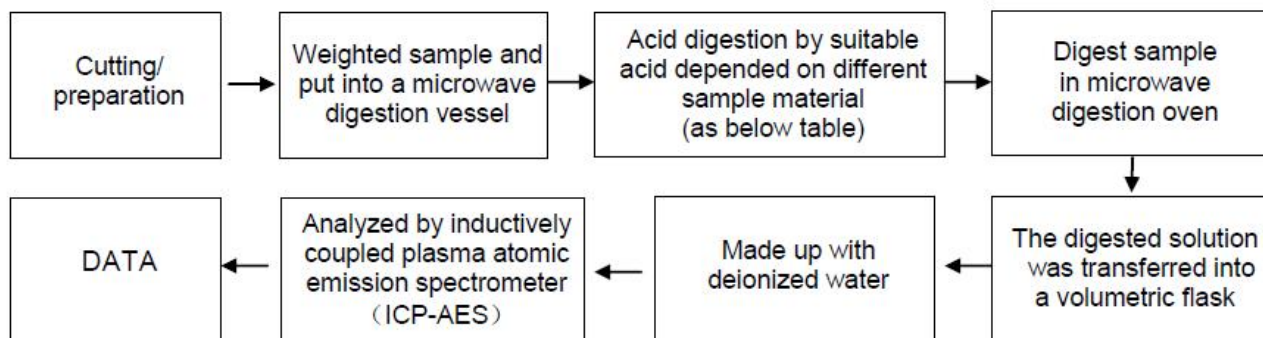 Cutting/
preparation
Weighted sample and
put into a microwave
digestion vessel
Acid digestion by suitable
acid depended on different
sample material
(as below table)
Digest sample
in microwave
digestion oven
The digested solution
was transferred into
a volumetric flask
Made up with
deionized water
Analyzed by inductively
coupled plasma atomic
emission spectrometer
（ICP-AES）
DATA